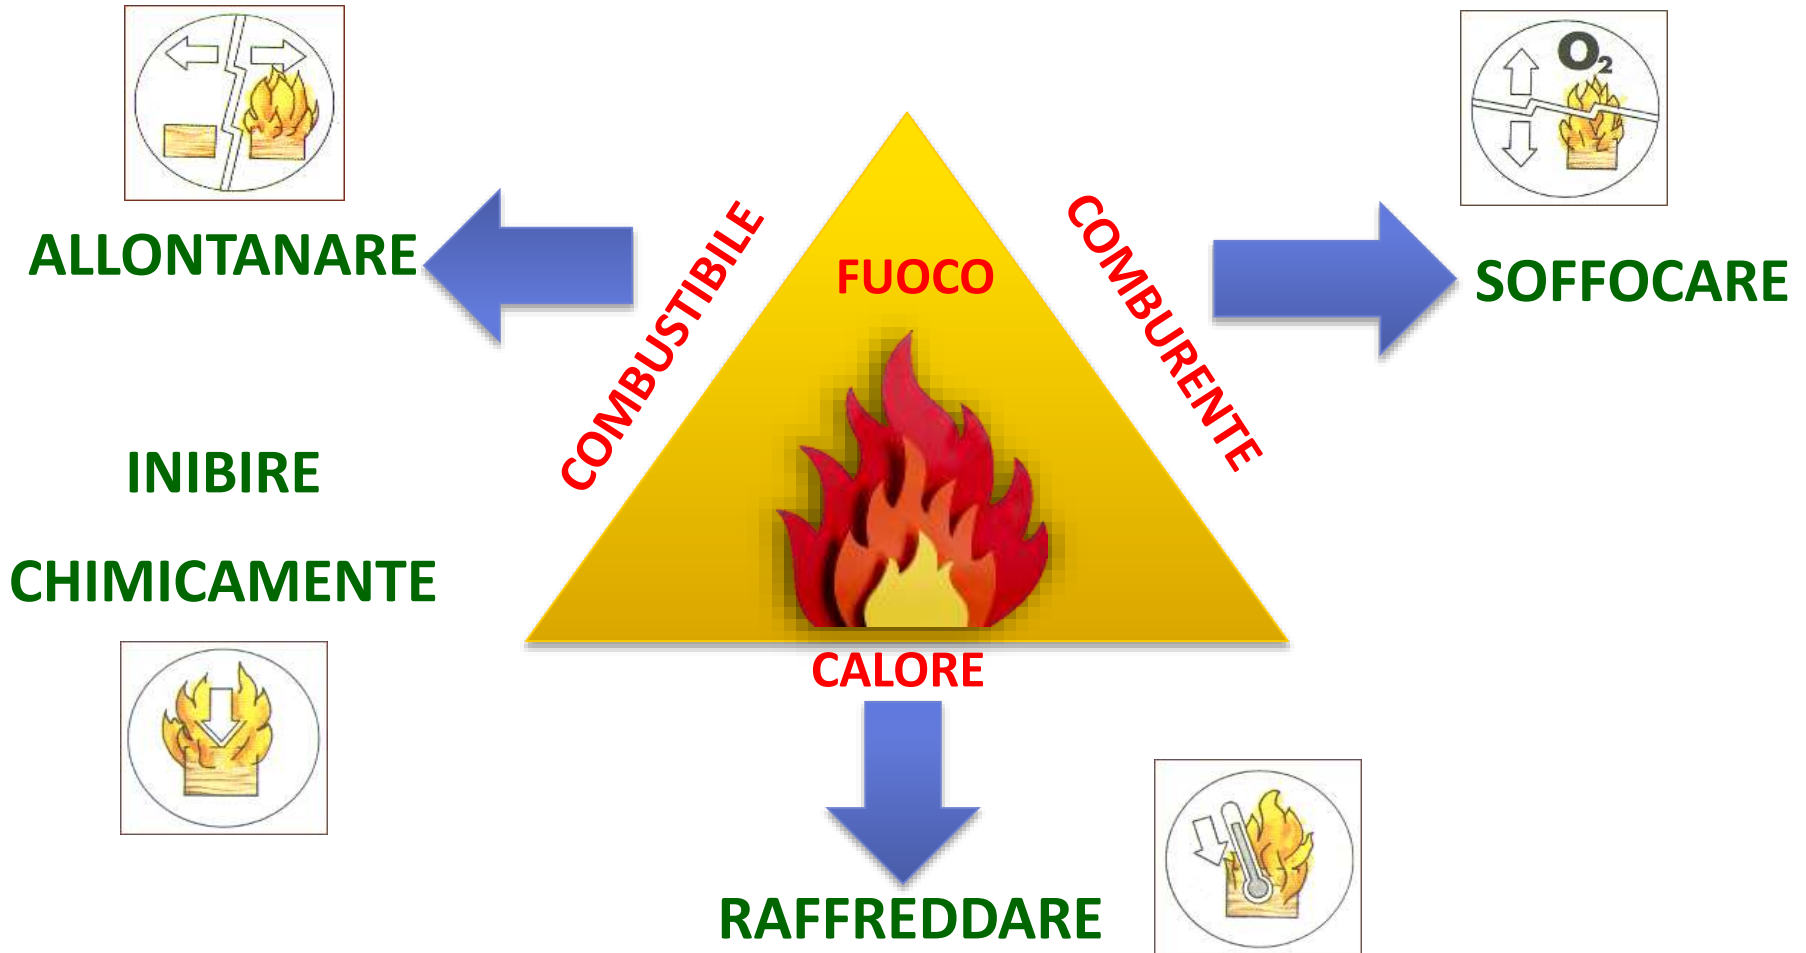 O₂
ALLONTANARE
COMBUSTIBILE
FUOCO
COMBURENTE
SOFFOCARE
INIBIRE
CHIMICAMENTE
CALORE
RAFFREDDARE